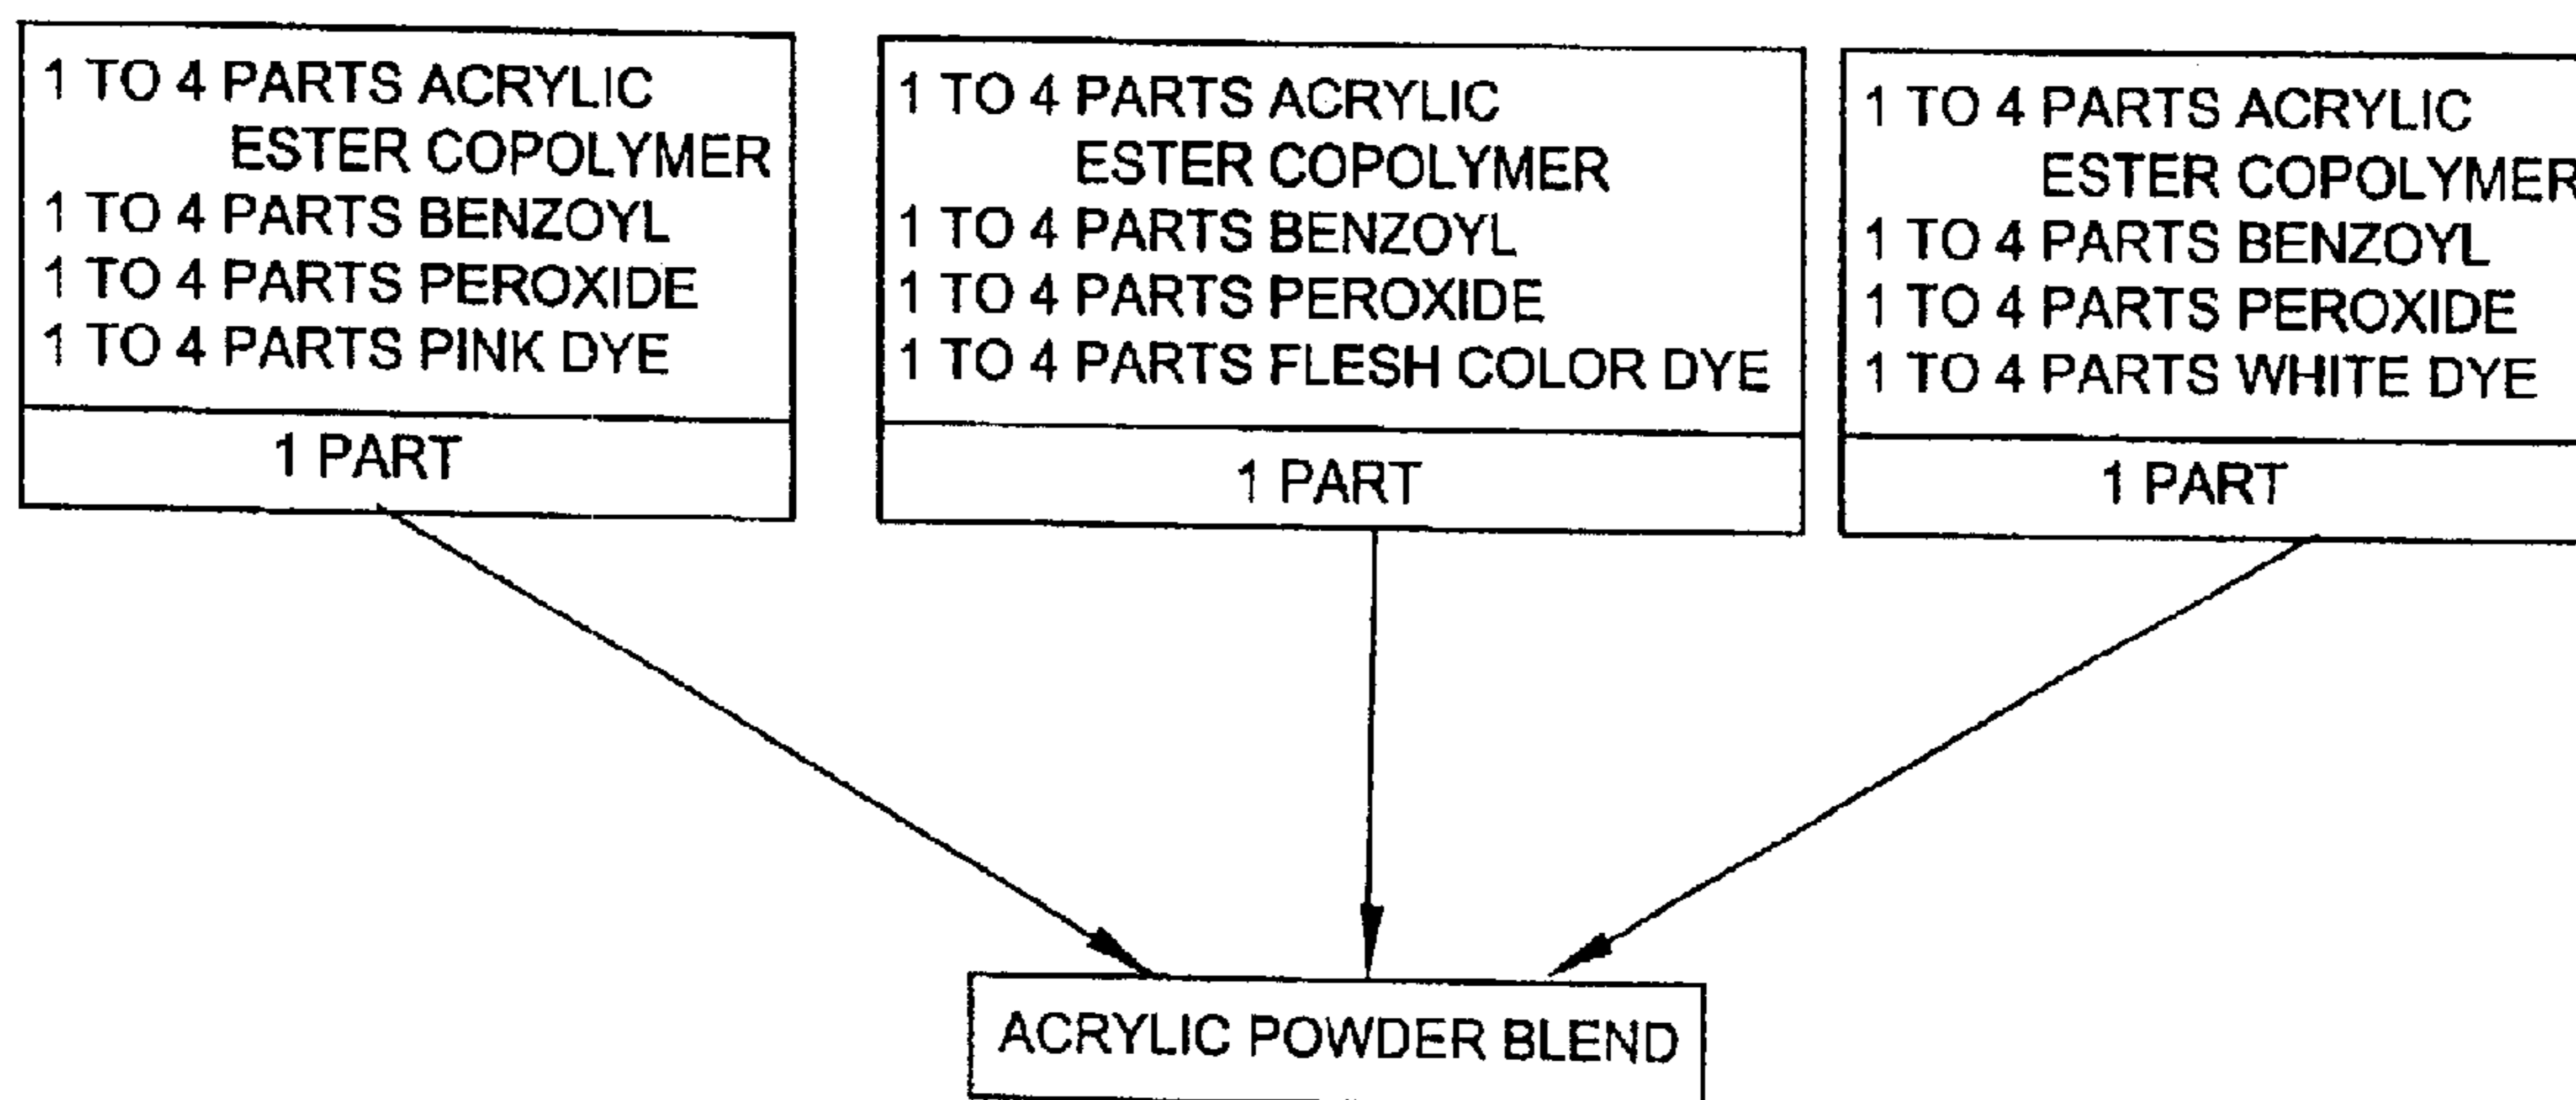 1 TO 4 PARTS ACRYLIC
ESTER COPOLYMER
1 TO 4 PARTS BENZOYL
1 TO 4 PARTS PEROXIDE
1 TO 4 PARTS PINK DYE
1 PART
1 TO 4 PARTS ACRYLIC
ESTER COPOLYMER
1 TO 4 PARTS BENZOYL
1 TO 4 PARTS PEROXIDE
1 TO 4 PARTS FLESH COLOR DYE
1 PART
1 TO 4 PARTS ACRYLIC
ESTER COPOLYMER
1 TO 4 PARTS BENZOYL
1 TO 4 PARTS PEROXIDE
1 TO 4 PARTS WHITE DYE
1 PART
ACRYLIC POWDER BLEND